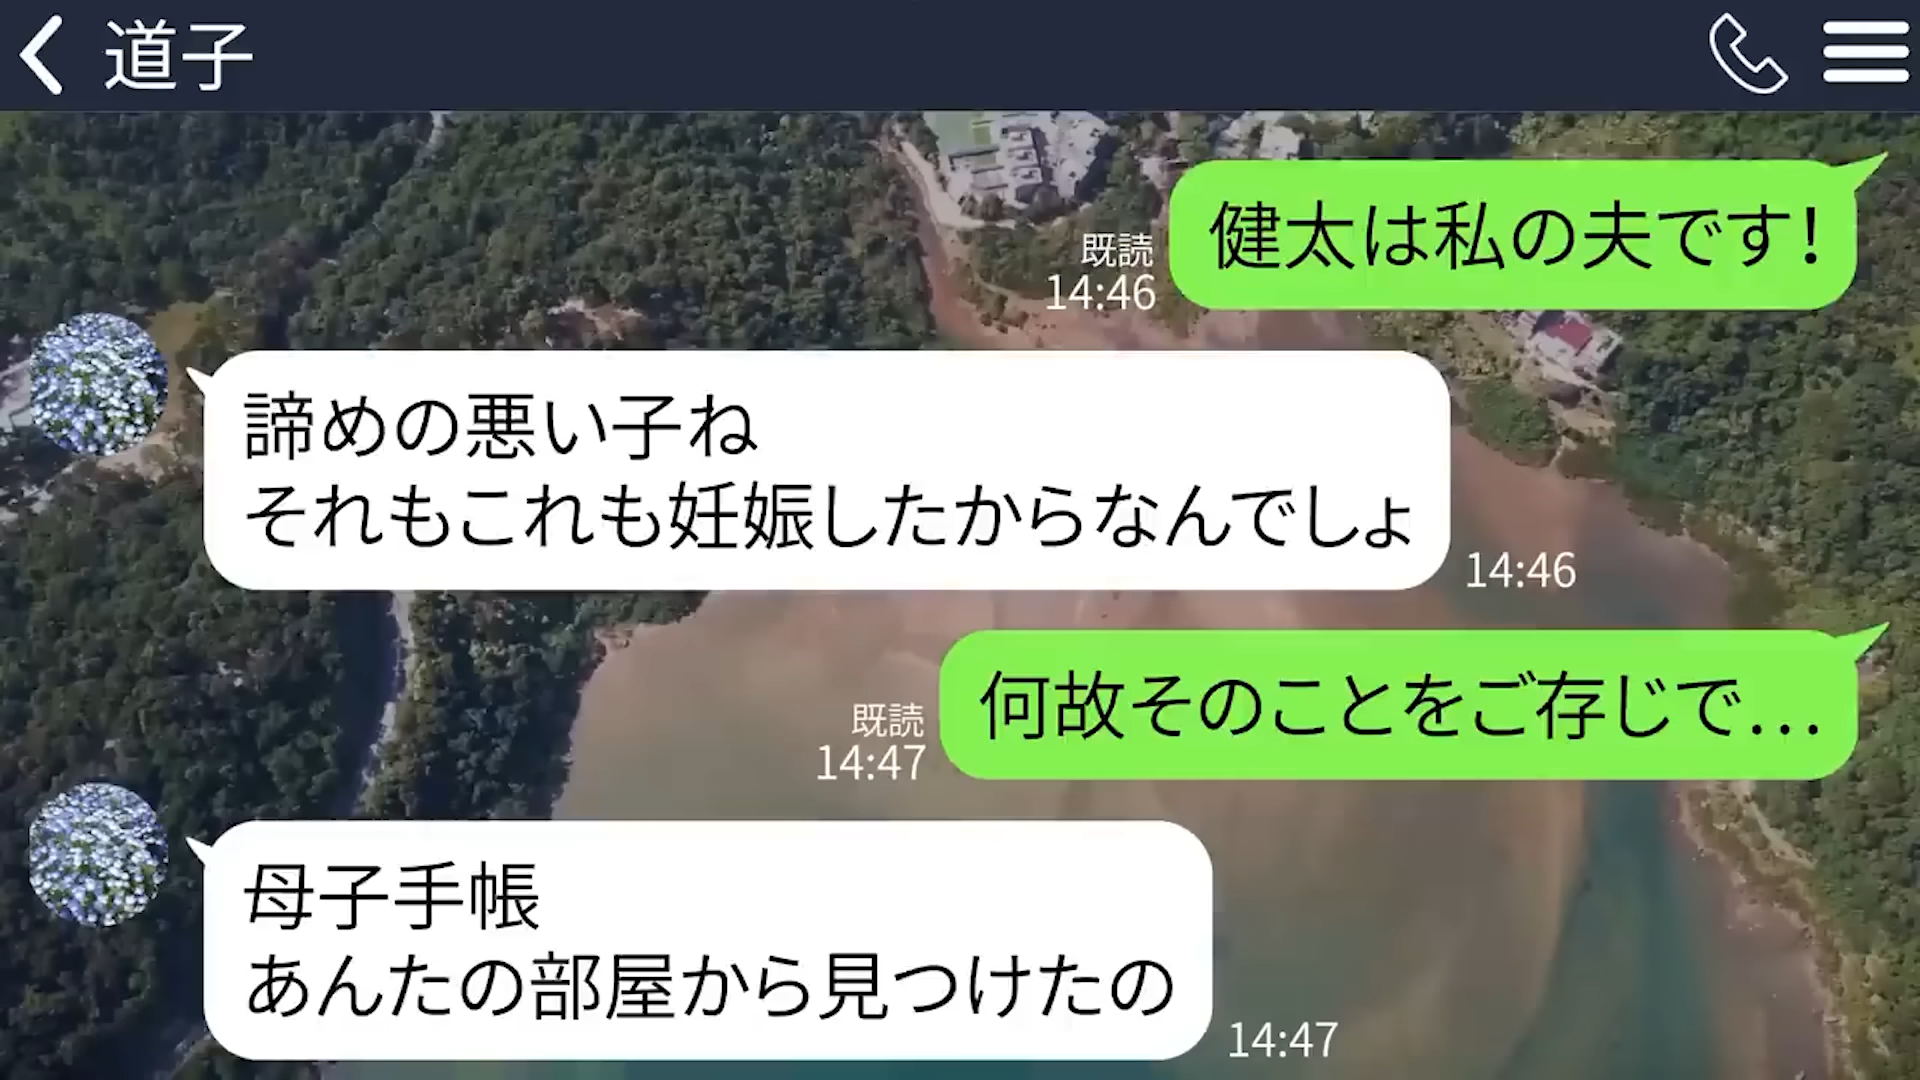 道子
健太は私の夫です!
既読
14:46
諦めの悪い子ね
それもこれも妊娠したからなんでしょ
14:46
何故そのことをご存じで...
既読
14:47
母子手帳
あんたの部屋から見つけたの
14:47